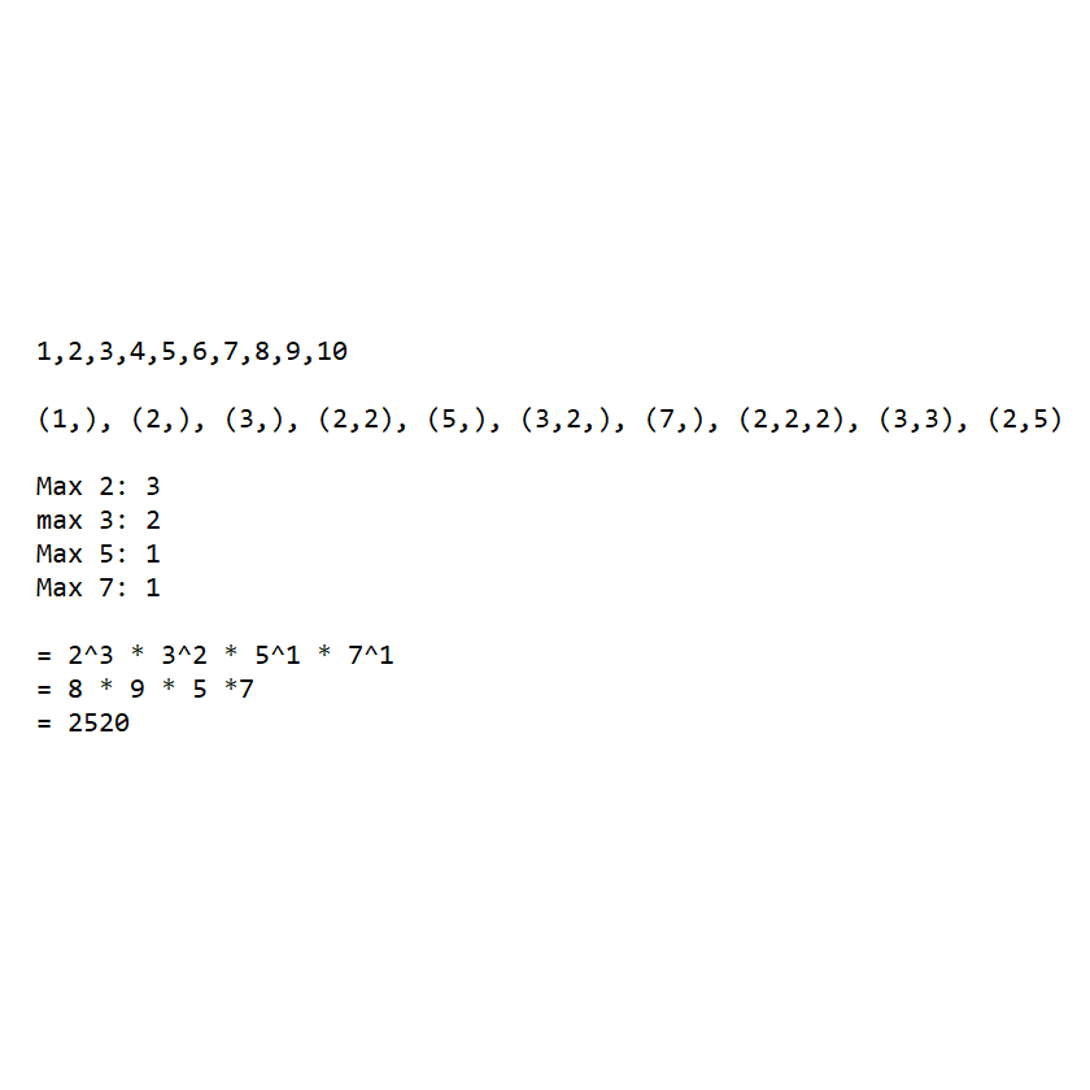 1,2,3,4,5,6,7,8,9,10
(1,), (2,), (3,), (2,2), (5,), (3,2,), (7,), (2,2,2), (3,3), (2,5)
Max 2: 3
max 3: 2
Max 5: 1
Max 7: 1
= 2^3 * 3^2 * 5^1 * 7^1
= 8 * 9 * 5 *7
= 2520